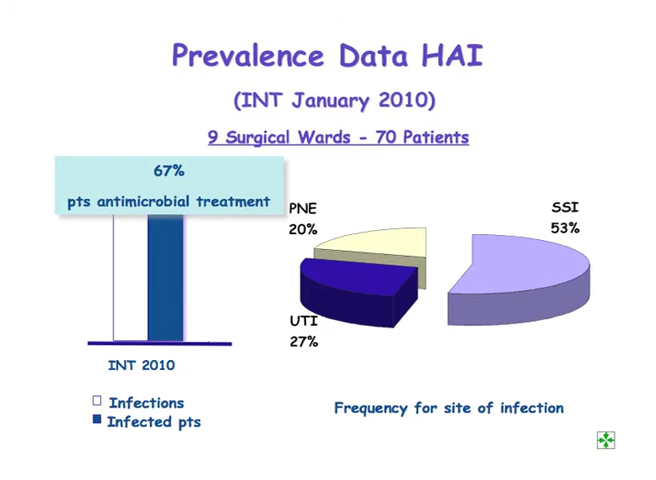 Prevalence Data HAI
(INT January 2010)
9 Surgical Wards - 70 Patients
67%
pts antimicrobial treatment
PNE
20%
SSI
53%
UTI
27%
INT 2010
Infections
Infected pts
Frequency for site of infection